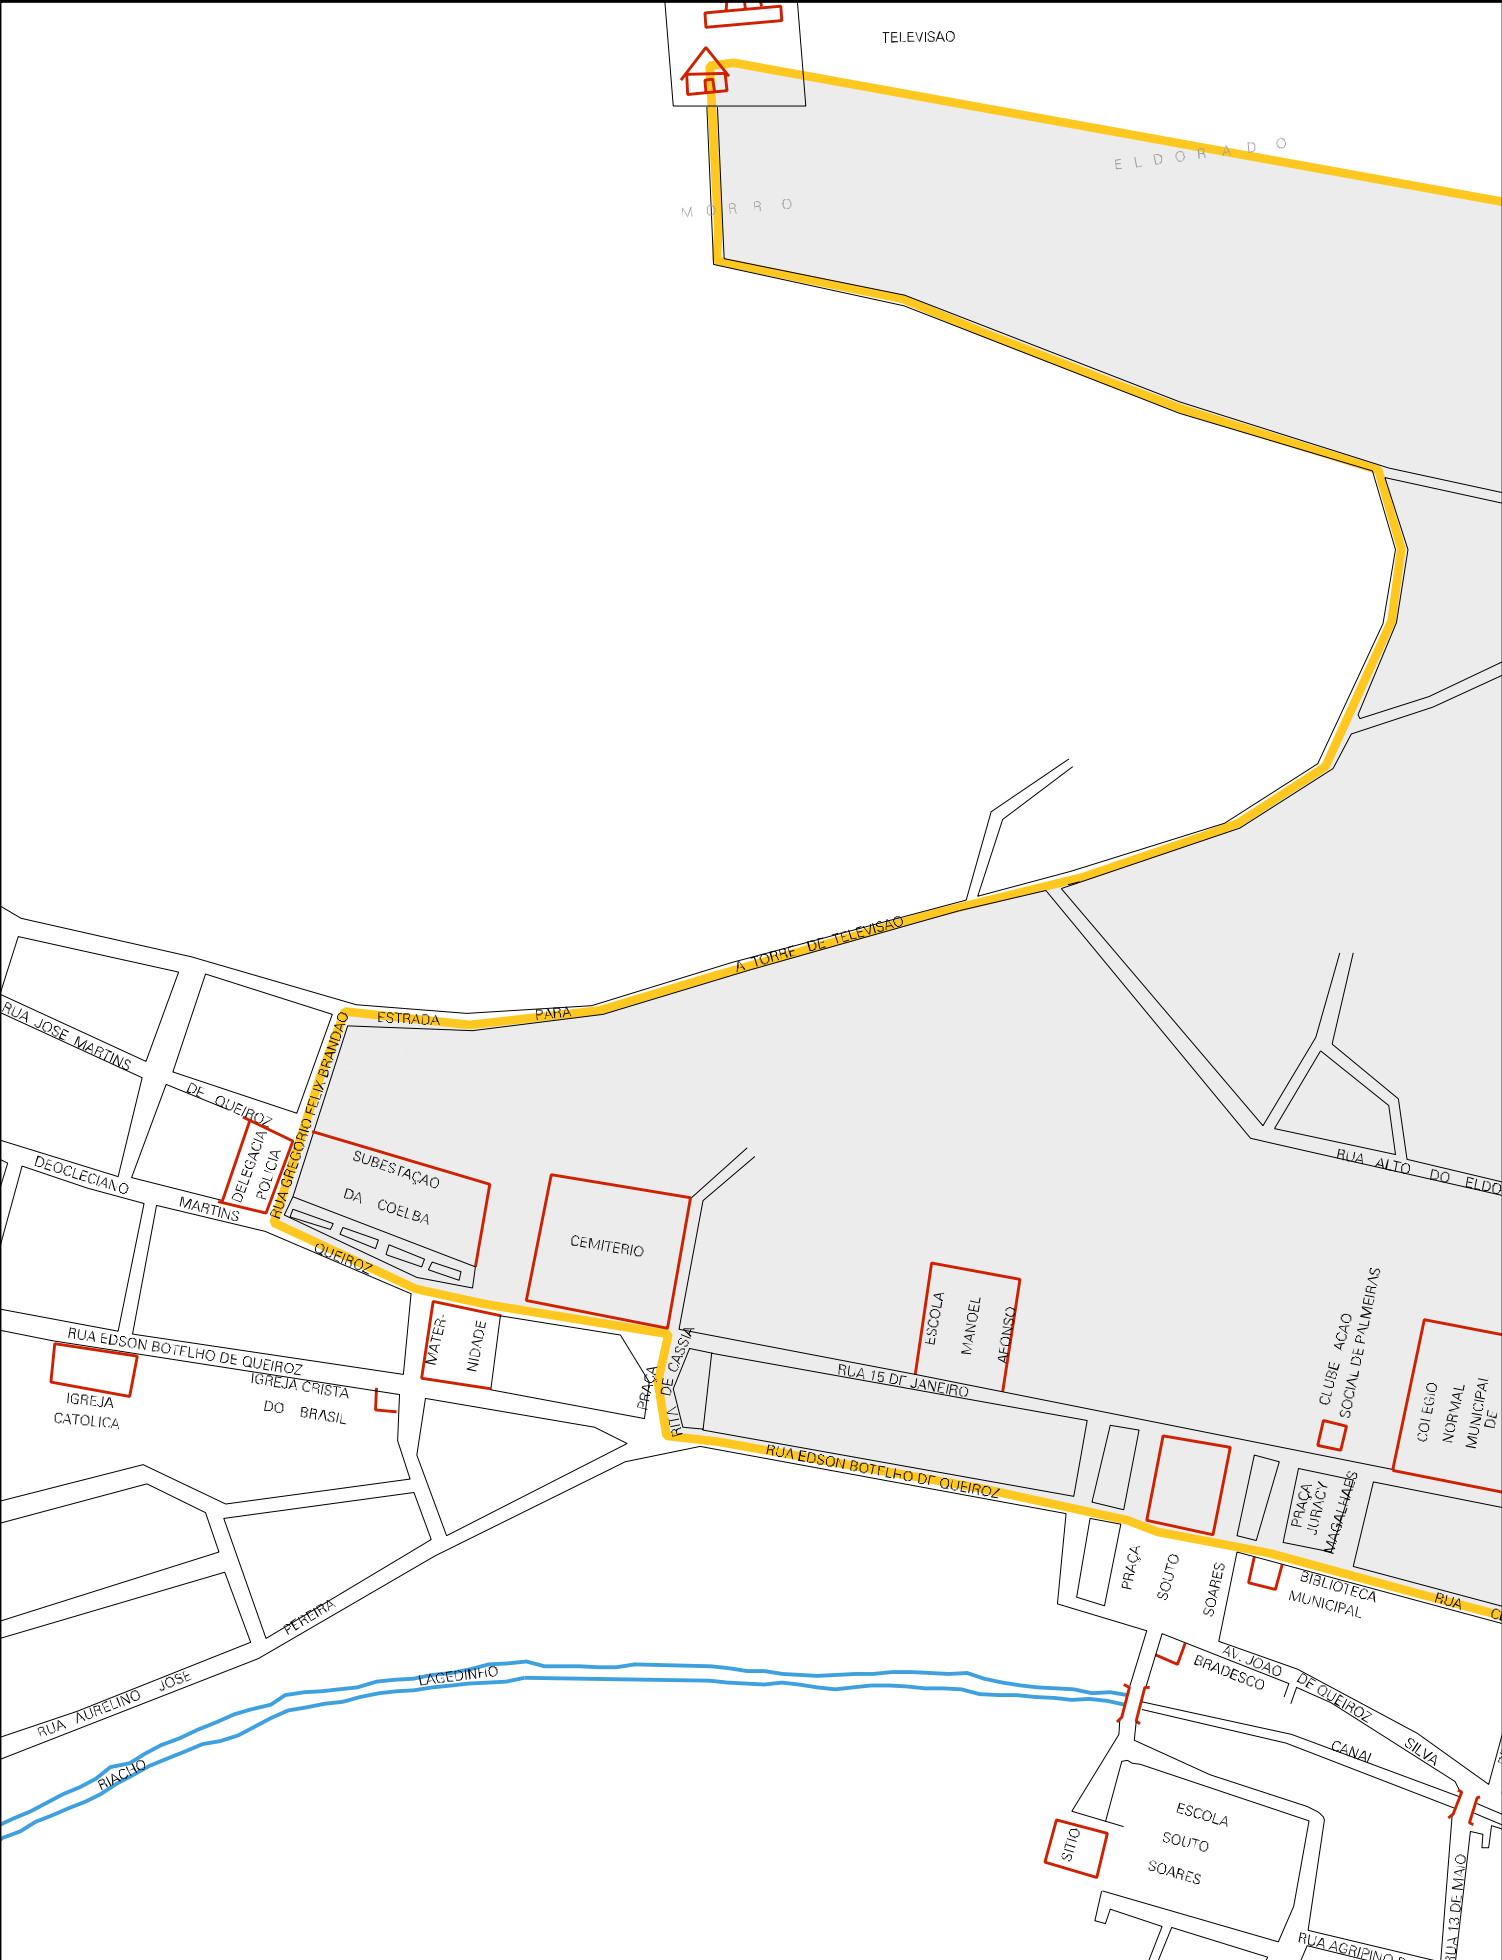 TELEVISAO
ELDORADO
MORRO
A TORRE DE TELEVISAO
ESTRADA PARA
RUA JOSE MARTINS
DE QUEIROZ
RUA GREGORIO FELIX BRANDAO
DELEGACIA
POLICIA
DEOCLECIANO
MARTINS
QUEIROZ
SUBESTAÇAO
DA COELBA
CEMITERIO
RUA ALTO DO ELDO
ESCOLA
MANOEL
AFONSO
CLUBE ACAO
SOCIAL DE PALMEIRAS
COLEGIO
NORMAL
MUNICIPAL
DE
MATER-
NIDADE
PRAÇA
RITA DE CASSIA
RUA 15 DE JANEIRO
RUA EDSON BOTELHO DE QUEIROZ
IGREJA
CATOLICA
IGREJA CRISTA
DO BRASIL
RUA EDSON BOTELHO DE QUEIROZ
PRAÇA
JURACY
MAGALHAES
PRAÇA
SOUTO
SOARES
BIBLIOTECA
MUNICIPAL
RUA
PEREIRA
RUA AURELINO JOSE
LAGEDINHO
RIACHO
AV. JOAO
DE QUEIROZ
SILVA
BRADESCO
CANAL
ESCOLA
SOUTO
SOARES
SITIO
RUA 13 DE MAIO
RUA AGRIPINO